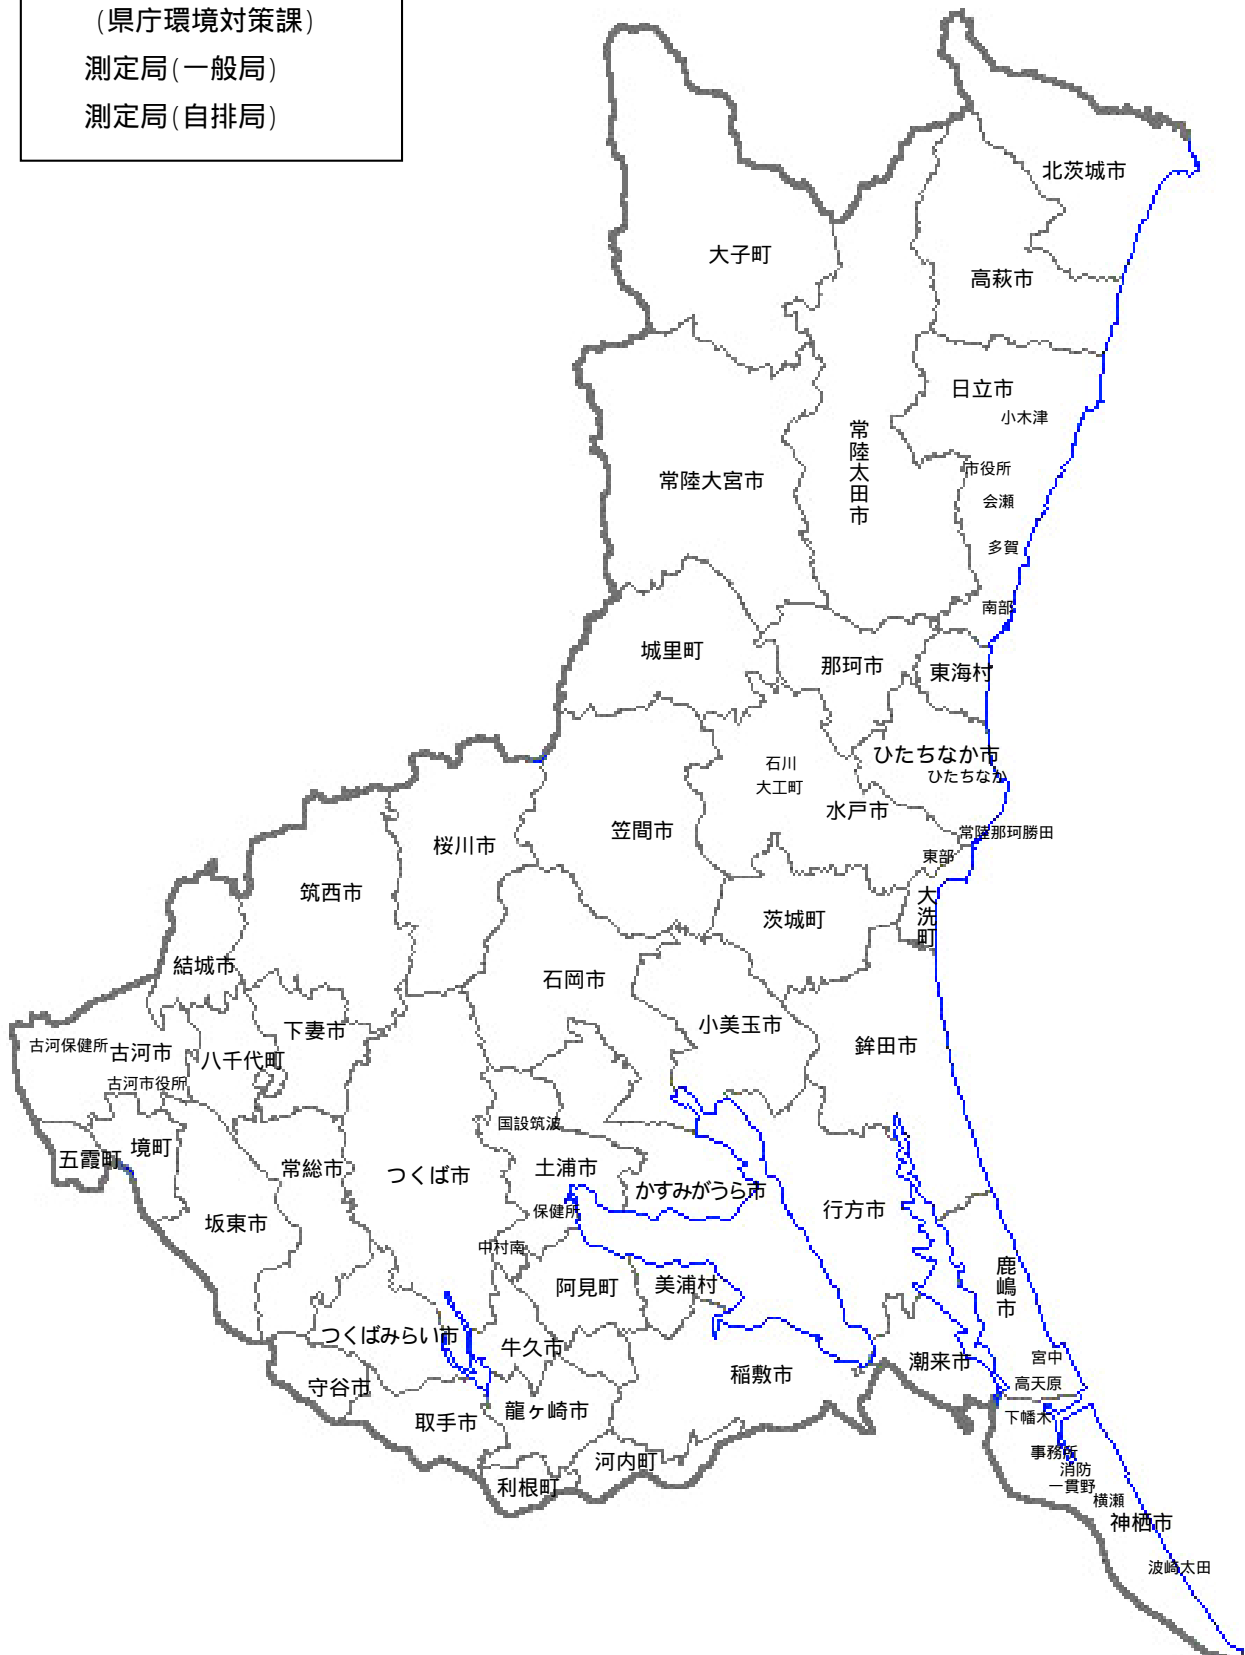 (県庁環境対策課)
測定局(一般局)
測定局(自排局)
北茨城市
大子町
高萩市
日立市
小木津
常陸太田市
市役所
常陸大宮市
会瀬
多賀
南部
城里町
那珂市
東海村
ひたちなか市
石川
ひたちなか
大工町
水戸市
笠間市
常陸那珂勝田
桜川市
東部
筑西市
大洗町
茨城町
結城市
石岡市
小美玉市
下妻市
鉾田市
古河保健所
古河市
八千代町
古河市役所
国設筑波
境町
五霞町
常総市
土浦市
つくば市
かすみがうら市
保健所
行方市
坂東市
中村南
阿見町
美浦村
鹿嶋市
つくばみらい市
牛久市
宮中
潮来市
稲敷市
高天原
守谷市
龍ヶ崎市
下幡木
取手市
事務所
河内町
消防
利根町
一貫野
横瀬
神栖市
波崎太田